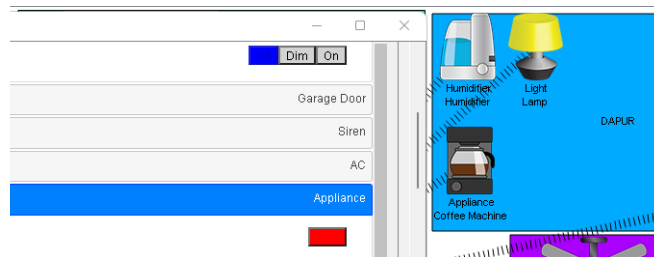 Dim On
Garage Door
Siren
AC
Appliance
Humidifier
Humidifier
Light
Lamp
DAPUR
Appliance
Coffee Machine